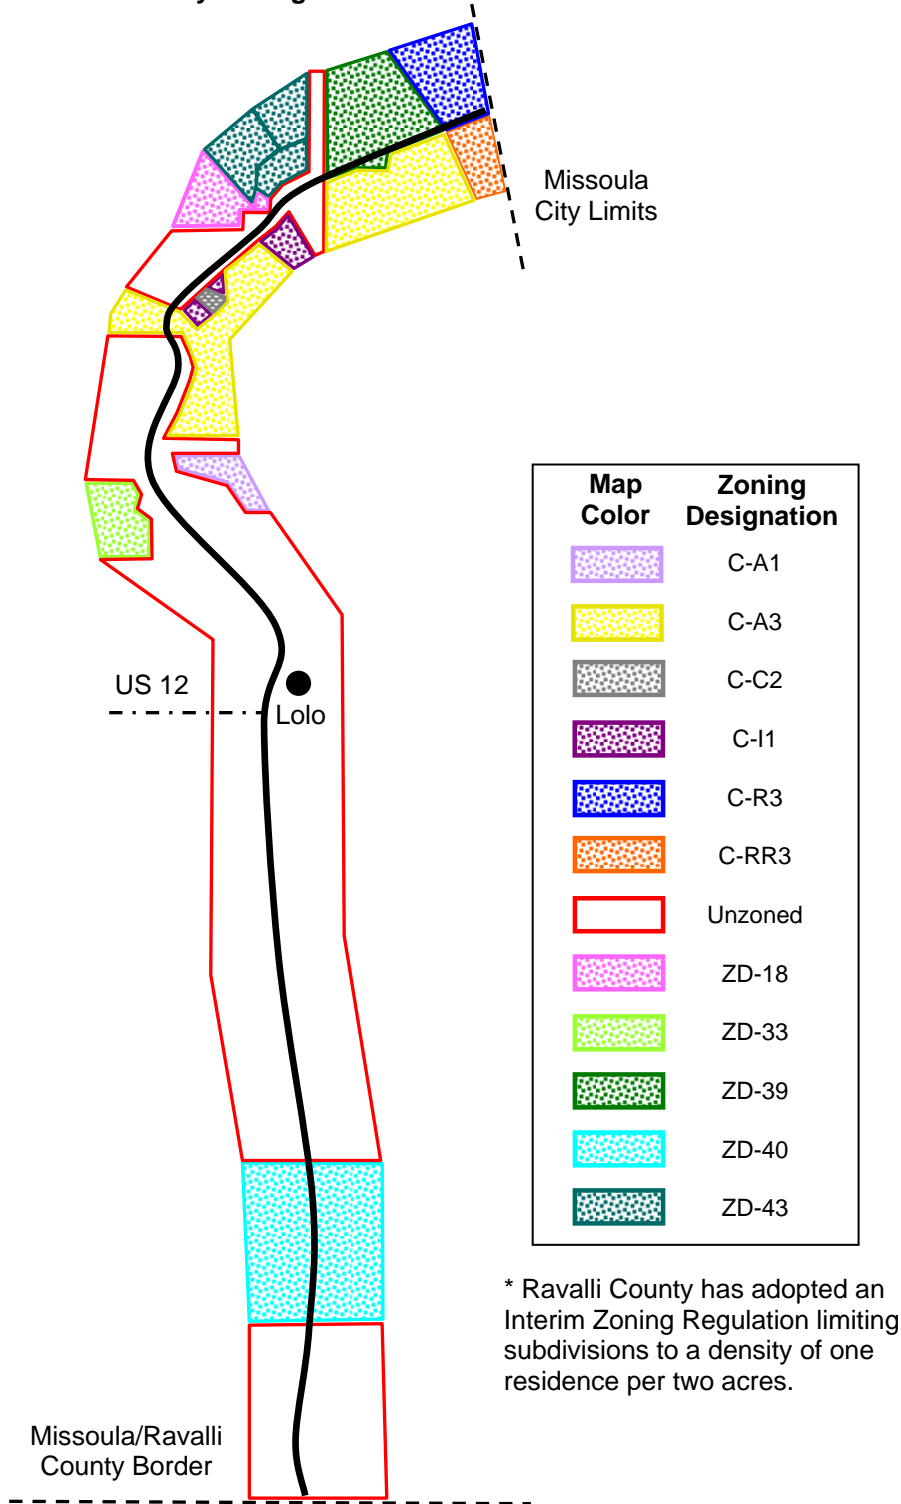 Missoula
City Limits
Map
Color
Zoning
Designation
C-A1
C-A3
C-C2
C-I1
C-R3
C-RR3
Unzoned
ZD-18
ZD-33
ZD-39
ZD-40
ZD-43
US 12
Lolo
* Ravalli County has adopted an
Interim Zoning Regulation limiting
subdivisions to a density of one
residence per two acres.
Missoula/Ravalli
County Border